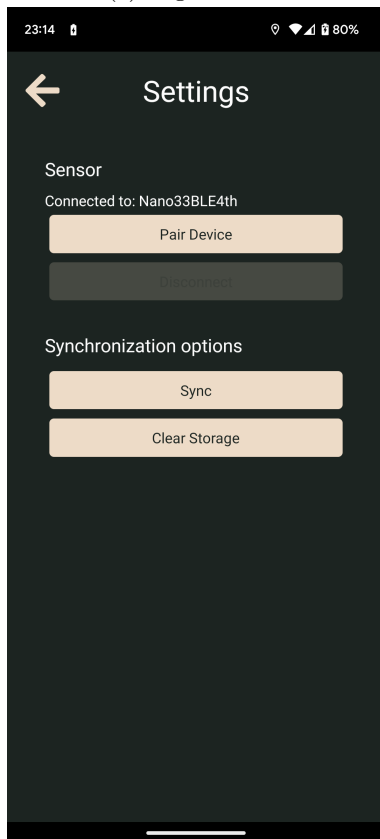 23:14 80%
Settings
Sensor
Connected to: Nano33BLE4th
Pair Device
Disconnect
Synchronization options
Sync
Clear Storage